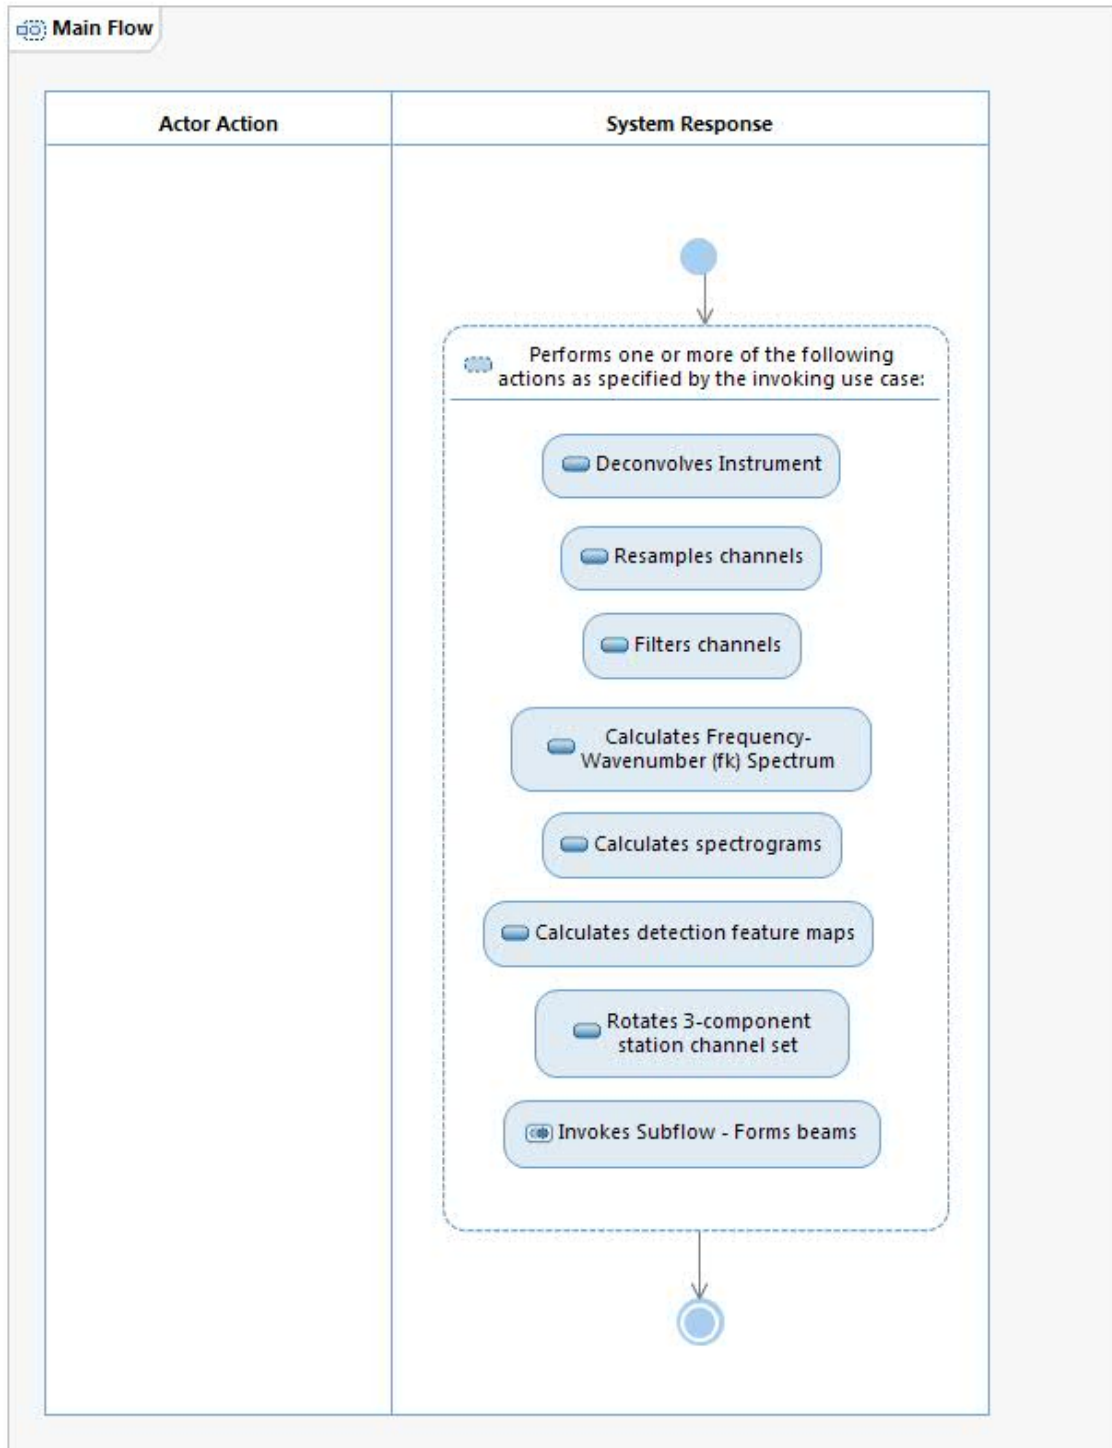 Main Flow
Actor Action
System Response
Performs one or more of the following
actions as specified by the invoking use case:
Deconvolves Instrument
Resamples channels
Filters channels
Calculates Frequency-
Wavenumber (fk) Spectrum
Calculates spectrograms
Calculates detection feature maps
Rotates 3-component
station channel set
Invokes Subflow - Forms beams